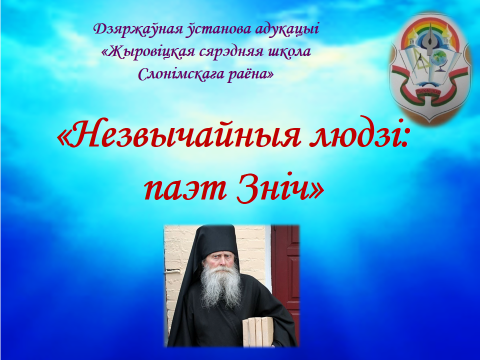 Дзяржаўная ўстанова адукацыі
«Жыровіцкая сярэдняя школа
Слонімскага раёна»
«Незвычайныя людзі:
паэт Зніч»